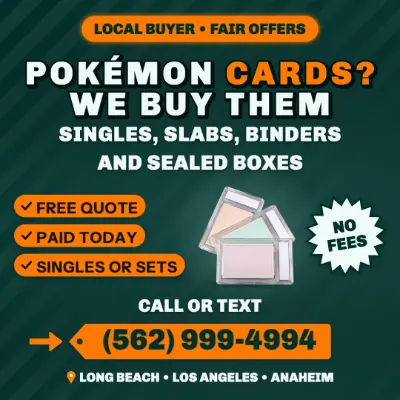 LOCAL BUYER • FAIR OFFERS
POKÉMON CARDS?
WE BUY THEM
SINGLES, SLABS, BINDERS
AND SEALED BOXES
FREE QUOTE
PAID TODAY
SINGLES OR SETS
NO
FEES
CALL OR TEXT
(562) 999-4994
LONG BEACH • LOS ANGELES • ANAHEIM